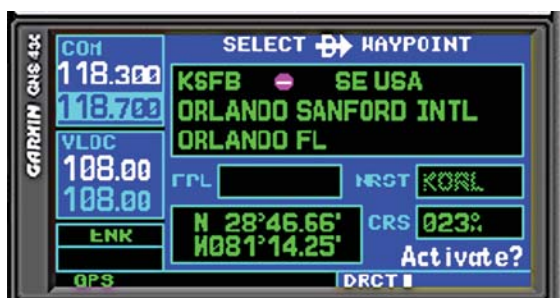 GARMIN GNS 430
SELECT D WAYPOINT
COM
118.300
118.700
VLOC
108.00
108.00
ENR
KSFB SE USA
ORLANDO SANFORD INTL
ORLANDO FL
FPL
NRST KORL
N 28°46.66'
W081°14.25'
CRS 023°
Activate?
GPS
DRCT